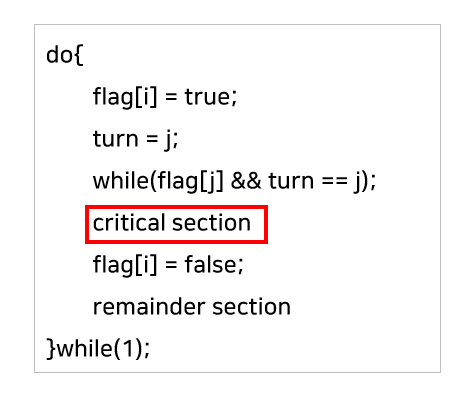 do{
flag[i] = true;
turn = j;
while(flag[j] && turn == j);
critical section
flag[i] = false;
remainder section
}while(1);